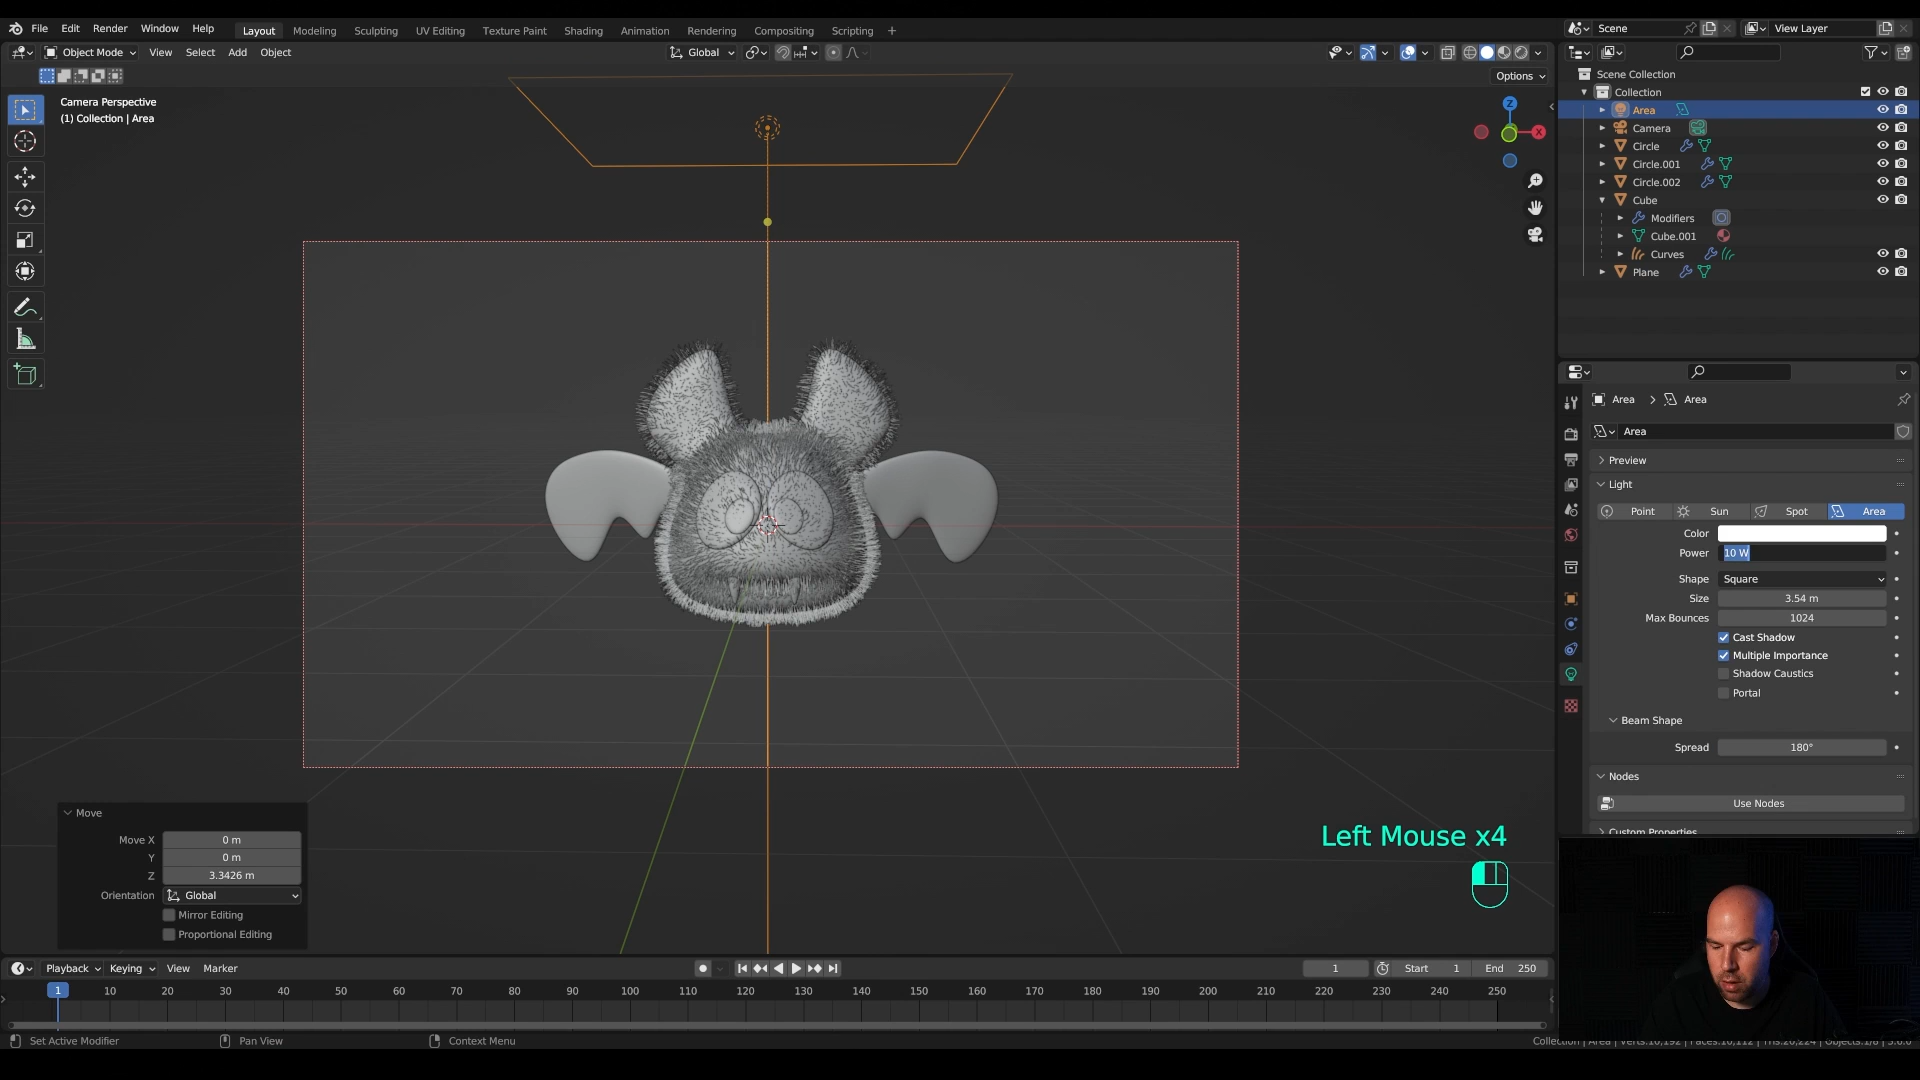 File Edit Render Window Help Layout Modeling Sculpting UV Editing Texture Paint Shading Animation Rendering Compositing Scripting + Scene View Layer
Object Mode View Select Add Object Global
Options
Camera Perspective
(1) Collection | Area
Z
X
Scene Collection
Collection
Area
Camera
Circle
Circle.001
Circle.002
Cube
Modifiers
Cube.001
Curves
Plane
Area > Area
Area
Preview
Light
Point Sun Spot Area
Color
Power 10 W
Shape Square
Size 3.54 m
Max Bounces 1024
Cast Shadow
Multiple Importance
Shadow Caustics
Portal
Beam Shape
Spread 180°
Nodes
Use Nodes
Custom Properties
Move
Move X 0 m
Y 0 m
Z 3.3426 m
Orientation Global
Mirror Editing
Proportional Editing
Left Mouse x4
Playback Keying View Marker 1 Start 1 End 250
1 10 20 30 40 50 60 70 80 90 100 110 120 130 140 150 160 170 180 190 200 210 220 230 240 250
Set Active Modifier Pan View Context Menu